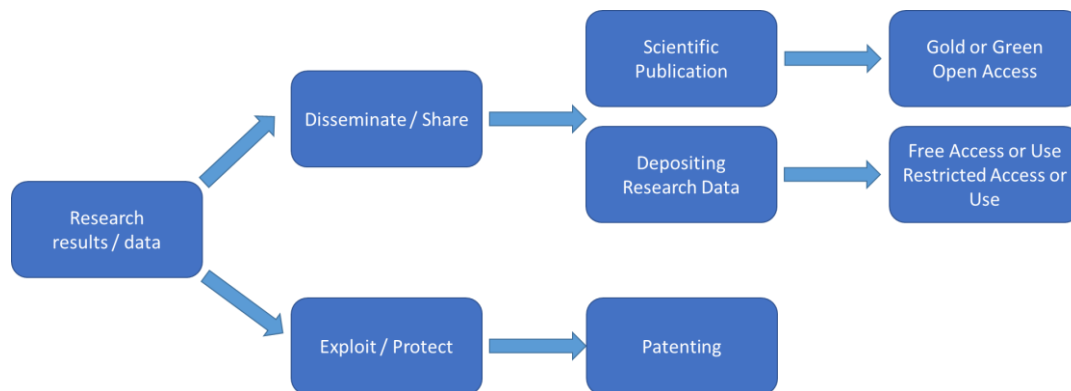 Research
results / data
Disseminate / Share
Exploit / Protect
Scientific
Publication
Depositing
Research Data
Patenting
Gold or Green
Open Access
Free Access or Use
Restricted Access or
Use